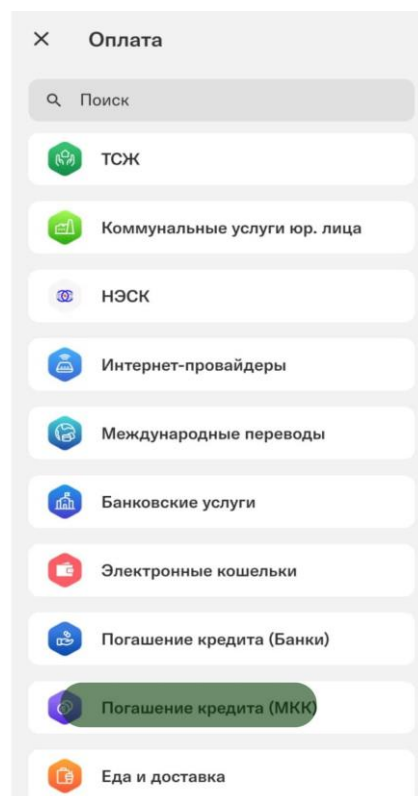 Оплата
Поиск
ТСЖ
Коммунальные услуги юр. лица
НЭСК
Интернет-провайдеры
Международные переводы
Банковские услуги
Электронные кошельки
Погашение кредита (Банки)
Погашение кредита (МКК)
Еда и доставка